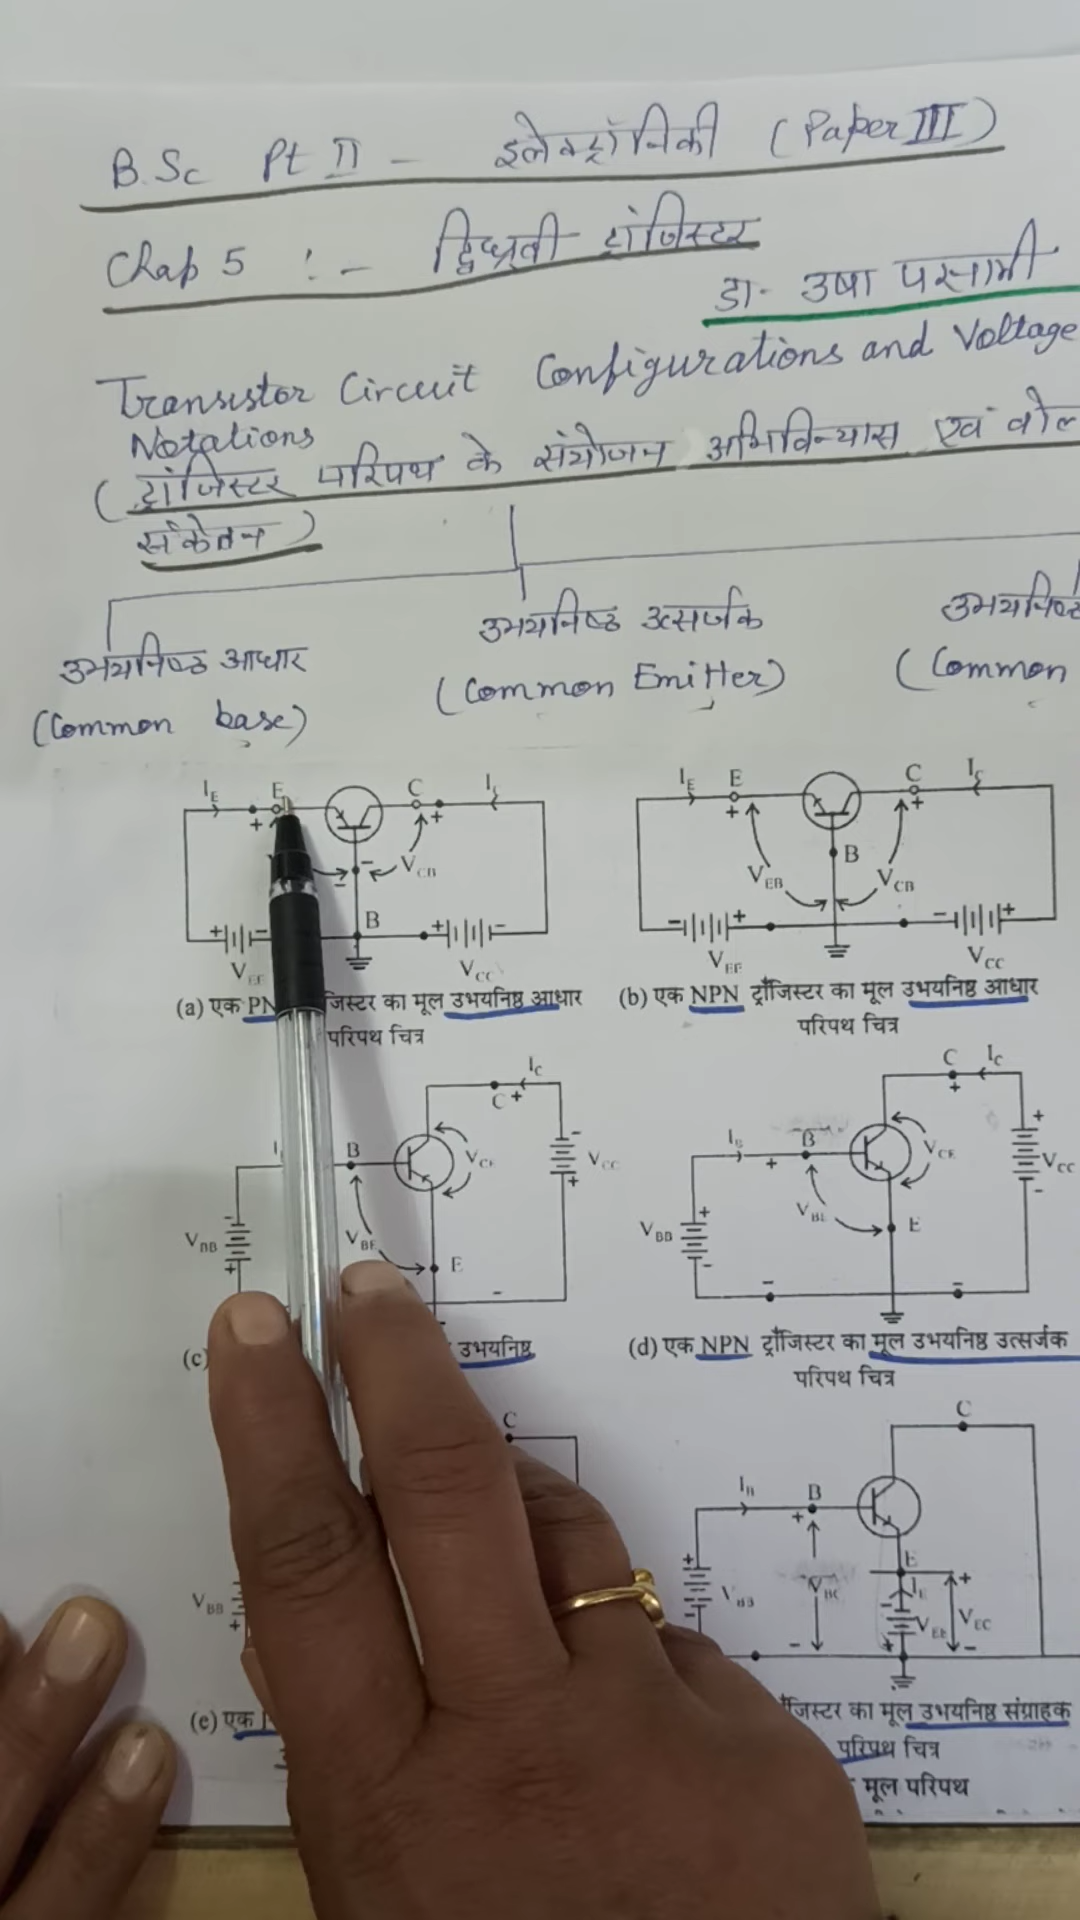 B.Sc Pt II - इलेक्ट्रॉनिकी (Paper III)
Chap 5 :- द्विध्रुवी ट्रांजिस्टर
डा. उषा
Transistor Circuit Configurations and Voltage
Notations
(ट्रांजिस्टर परिपथ के संयोजन अभिविन्यास एवं वोल
संकेतन)
उभयनिष्ठ आधार
(Common base)
उभयनिष्ठ उत्सर्जक
(Common Emitter)
उभयनिष्ठ
(Common
I_E E C I_C
+ +
- - V_CB
B
+ - + -
V_EE V_CC
(a) एक जिस्टर का मूल उभयनिष्ठ आधार
परिपथ चित्र
I_E E C I_C
+ +
B
V_EB V_CB
- + - +
V_EE V_CC
(b) एक NPN ट्राँजिस्टर का मूल उभयनिष्ठ आधार
परिपथ चित्र
I_C
C +
B V_CE - V_CC +
V_BB - +
V_BE E
-
(c) उभयनिष्ठ
C I_C
+
I_B B V_CE + V_CC -
+
V_BB + - V_BE E
- -
(d) एक NPN ट्राँजिस्टर का मूल उभयनिष्ठ उत्सर्जक
परिपथ चित्र
C
V_BB
+
(e) एक
C
I_B B
+
E
+ V_BB - V_BC I_E +
- V_EE + V_EC
- -
जिस्टर का मूल उभयनिष्ठ संग्राहक
परिपथ चित्र
मूल परिपथ